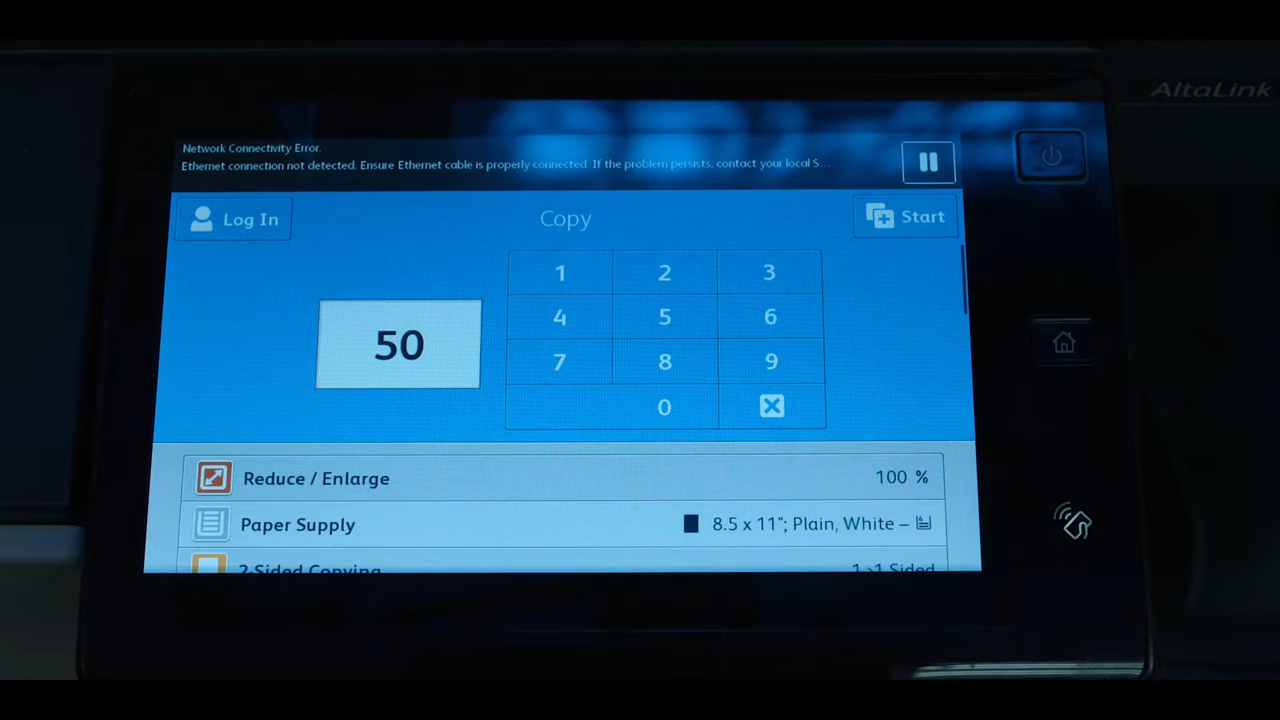 AltaLink
Network Connectivity Error.
Ethernet connection not detected. Ensure Ethernet cable is properly connected. If the problem persists, contact your local S...
Log In
Copy
Start
50
1 2 3
4 5 6
7 8 9
0
Reduce / Enlarge 100 %
Paper Supply 8.5 x 11"; Plain, White –
2-Sided Copying 1→1 Sided